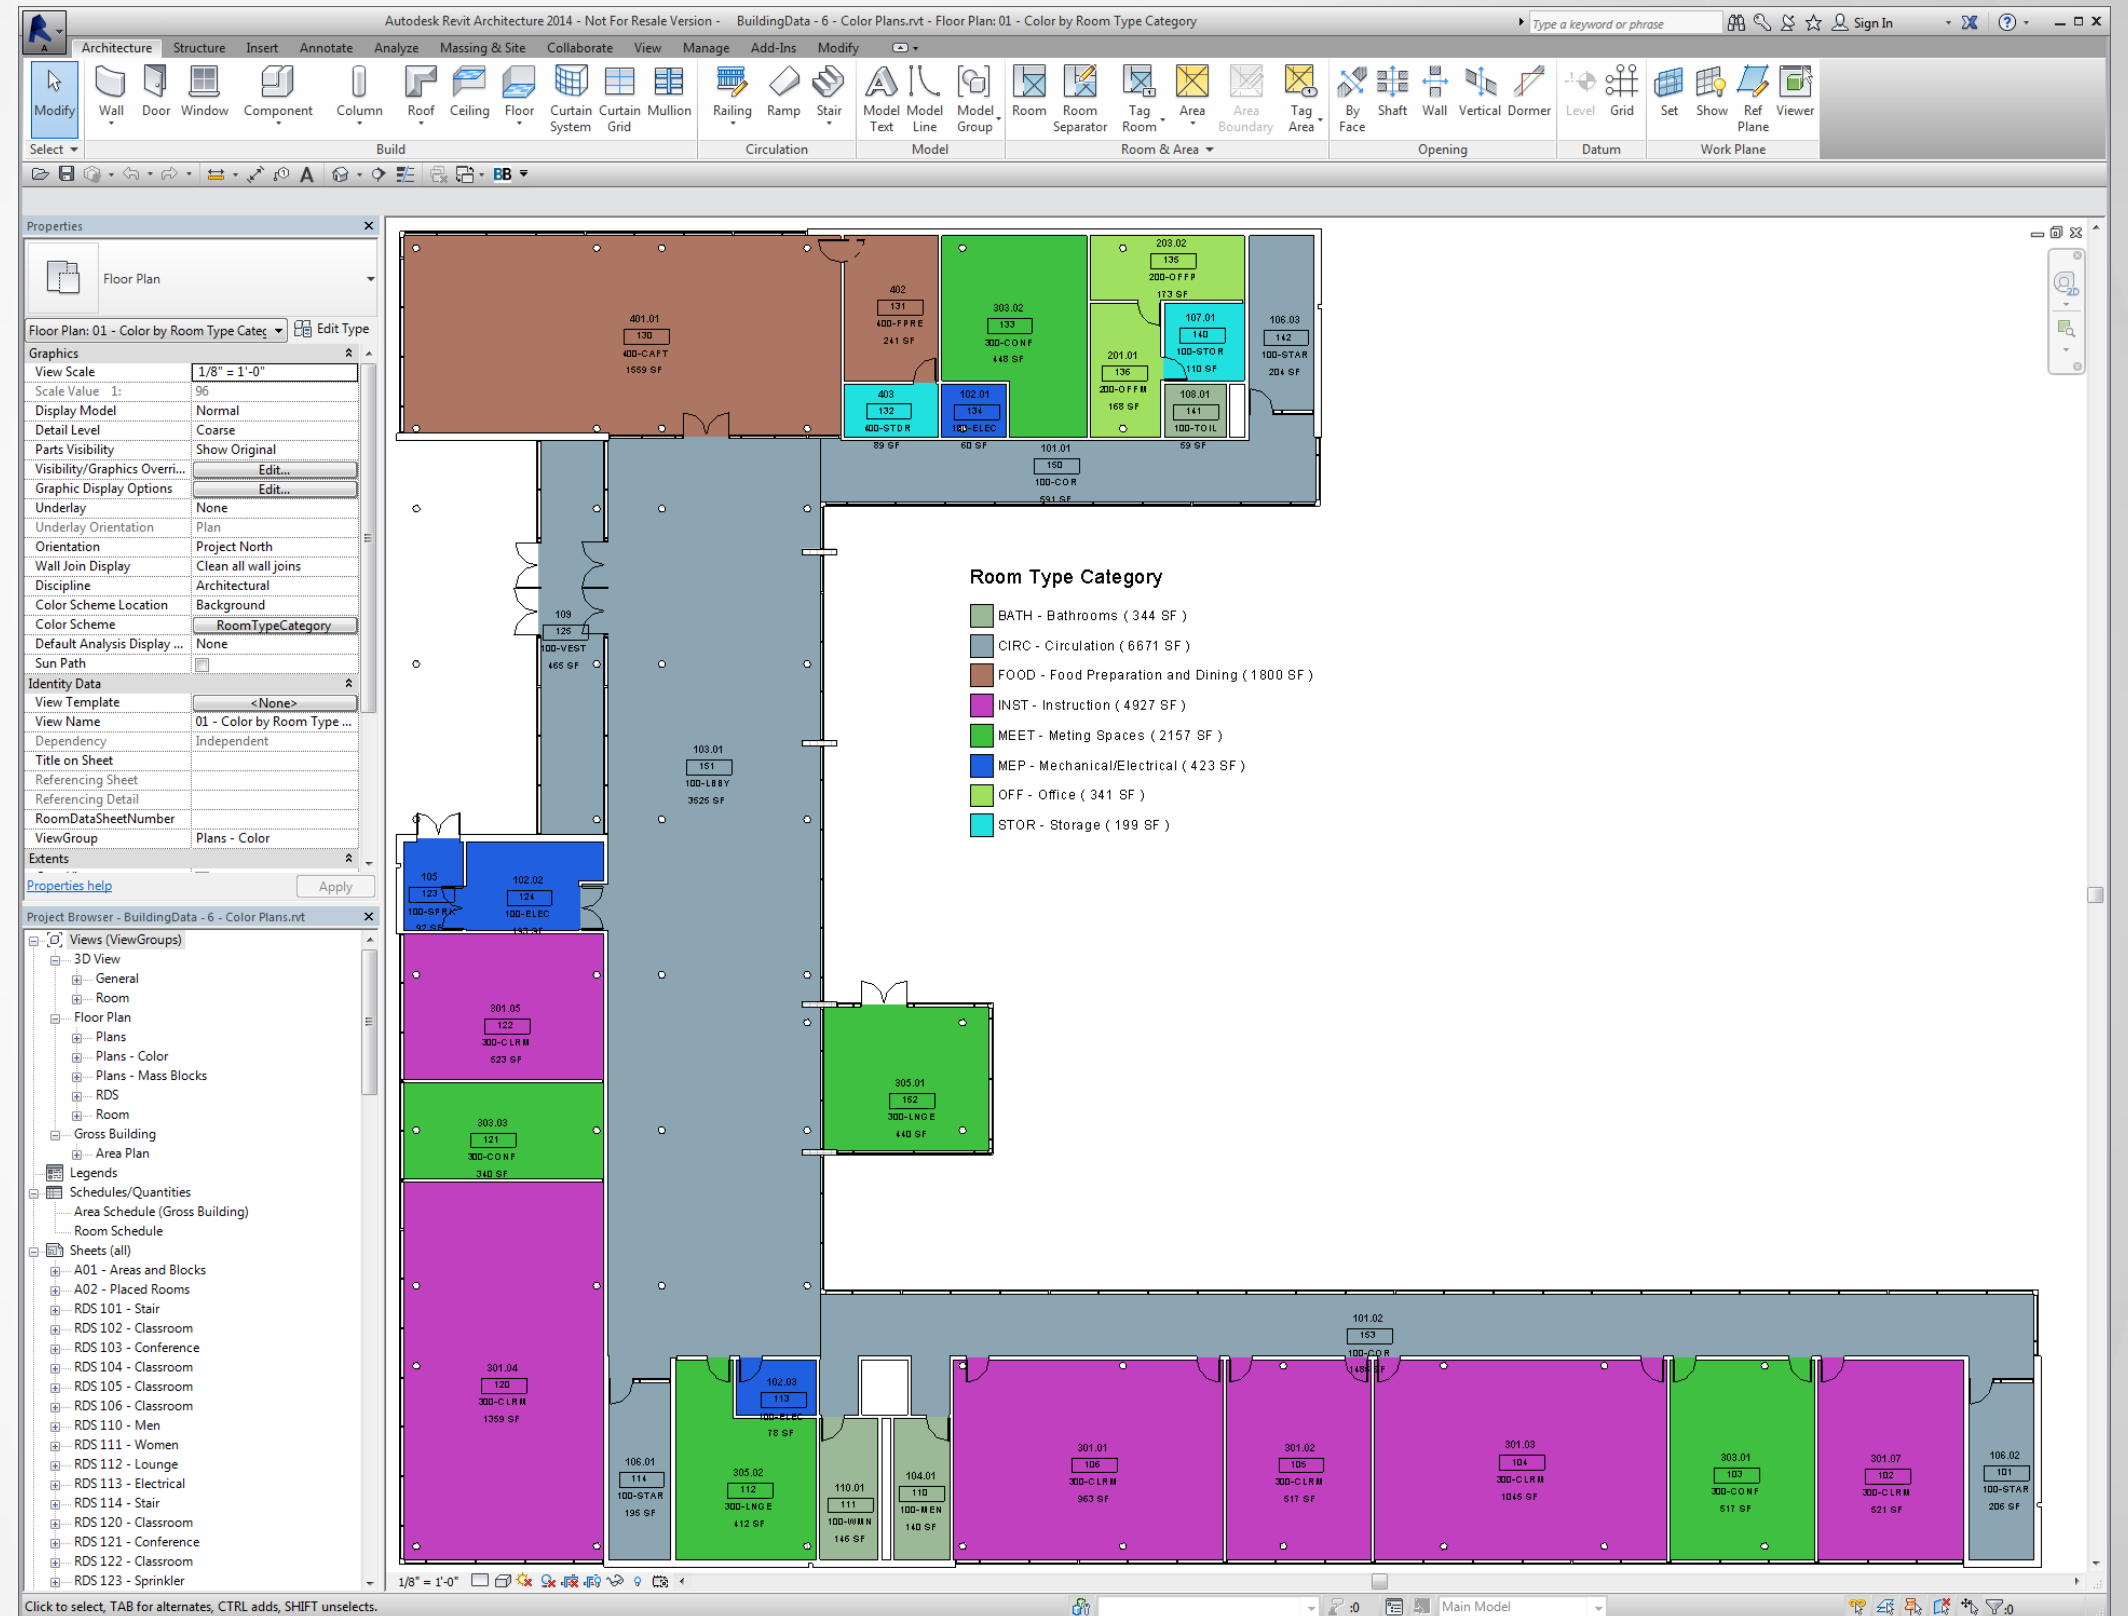 Autodesk Revit Architecture 2014 - Not For Resale Version - BuildingData - 6 - Color Plans.rvt - Floor Plan: 01 - Color by Room Type Category
Type a keyword or phrase
Sign In
Architecture Structure Insert Annotate Analyze Massing & Site Collaborate View Manage Add-Ins Modify
Modify Wall Door Window Component Column Roof Ceiling Floor Curtain System Curtain Grid Mullion Railing Ramp Stair Model Text Model Line Model Group Room Room Separator Tag Room Area Area Boundary Tag Area By Face Shaft Wall Vertical Dormer Level Grid Set Show Ref Plane Viewer
Select Build Circulation Model Room & Area Opening Datum Work Plane
Properties
Floor Plan
Floor Plan: 01 - Color by Room Type Categ
Edit Type
Graphics
View Scale 1/8" = 1'-0"
Scale Value 1: 96
Display Model Normal
Detail Level Coarse
Parts Visibility Show Original
Visibility/Graphics Overri... Edit...
Graphic Display Options Edit...
Underlay None
Underlay Orientation Plan
Orientation Project North
Wall Join Display Clean all wall joins
Discipline Architectural
Color Scheme Location Background
Color Scheme RoomTypeCategory
Default Analysis Display ... None
Sun Path
Identity Data
View Template <None>
View Name 01 - Color by Room Type ...
Dependency Independent
Title on Sheet
Referencing Sheet
Referencing Detail
RoomDataSheetNumber
ViewGroup Plans - Color
Extents
Properties help
Apply
Project Browser - BuildingData - 6 - Color Plans.rvt
Views (ViewGroups)
3D View
General
Room
Floor Plan
Plans
Plans - Color
Plans - Mass Blocks
RDS
Room
Gross Building
Area Plan
Legends
Schedules/Quantities
Area Schedule (Gross Building)
Room Schedule
Sheets (all)
A01 - Areas and Blocks
A02 - Placed Rooms
RDS 101 - Stair
RDS 102 - Classroom
RDS 103 - Conference
RDS 104 - Classroom
RDS 105 - Classroom
RDS 106 - Classroom
RDS 110 - Men
RDS 111 - Women
RDS 112 - Lounge
RDS 113 - Electrical
RDS 114 - Stair
RDS 120 - Classroom
RDS 121 - Conference
RDS 122 - Classroom
RDS 123 - Sprinkler
401.01
130
400-CAFT
1559 SF
402
131
400-FPRE
241 SF
303.02
133
300-CONF
448 SF
203.02
135
200-OFFP
173 SF
107.01
140
100-STOR
110 SF
106.03
142
100-STAR
204 SF
201.01
136
200-OFFM
168 SF
403
132
400-STOR
89 SF
102.01
134
100-ELEC
60 SF
108.01
141
100-TOIL
59 SF
101.01
150
100-COR
591 SF
109
125
100-VEST
465 SF
103.01
151
100-LBBY
3525 SF
Room Type Category
BATH - Bathrooms ( 344 SF )
CIRC - Circulation ( 6671 SF )
FOOD - Food Preparation and Dining ( 1800 SF )
INST - Instruction ( 4927 SF )
MEET - Meting Spaces ( 2157 SF )
MEP - Mechanical/Electrical ( 423 SF )
OFF - Office ( 341 SF )
STOR - Storage ( 199 SF )
105
123
100-SPRK
92 SF
102.02
124
100-ELEC
193 SF
301.05
122
300-CLRM
523 SF
303.03
121
300-CONF
340 SF
305.01
152
300-LNGE
440 SF
301.04
120
300-CLRM
1359 SF
101.02
153
100-COR
102.03
113
100-ELEC
78 SF
106.01
114
100-STAR
195 SF
305.02
112
300-LNGE
412 SF
110.01
111
100-WMN
146 SF
104.01
110
100-MEN
140 SF
301.01
106
300-CLRM
963 SF
301.02
105
300-CLRM
517 SF
301.03
104
300-CLRM
1045 SF
303.01
103
300-CONF
517 SF
301.07
102
300-CLRM
521 SF
106.02
101
100-STAR
206 SF
1/8" = 1'-0"
Click to select, TAB for alternates, CTRL adds, SHIFT unselects.
:0
Main Model
:0